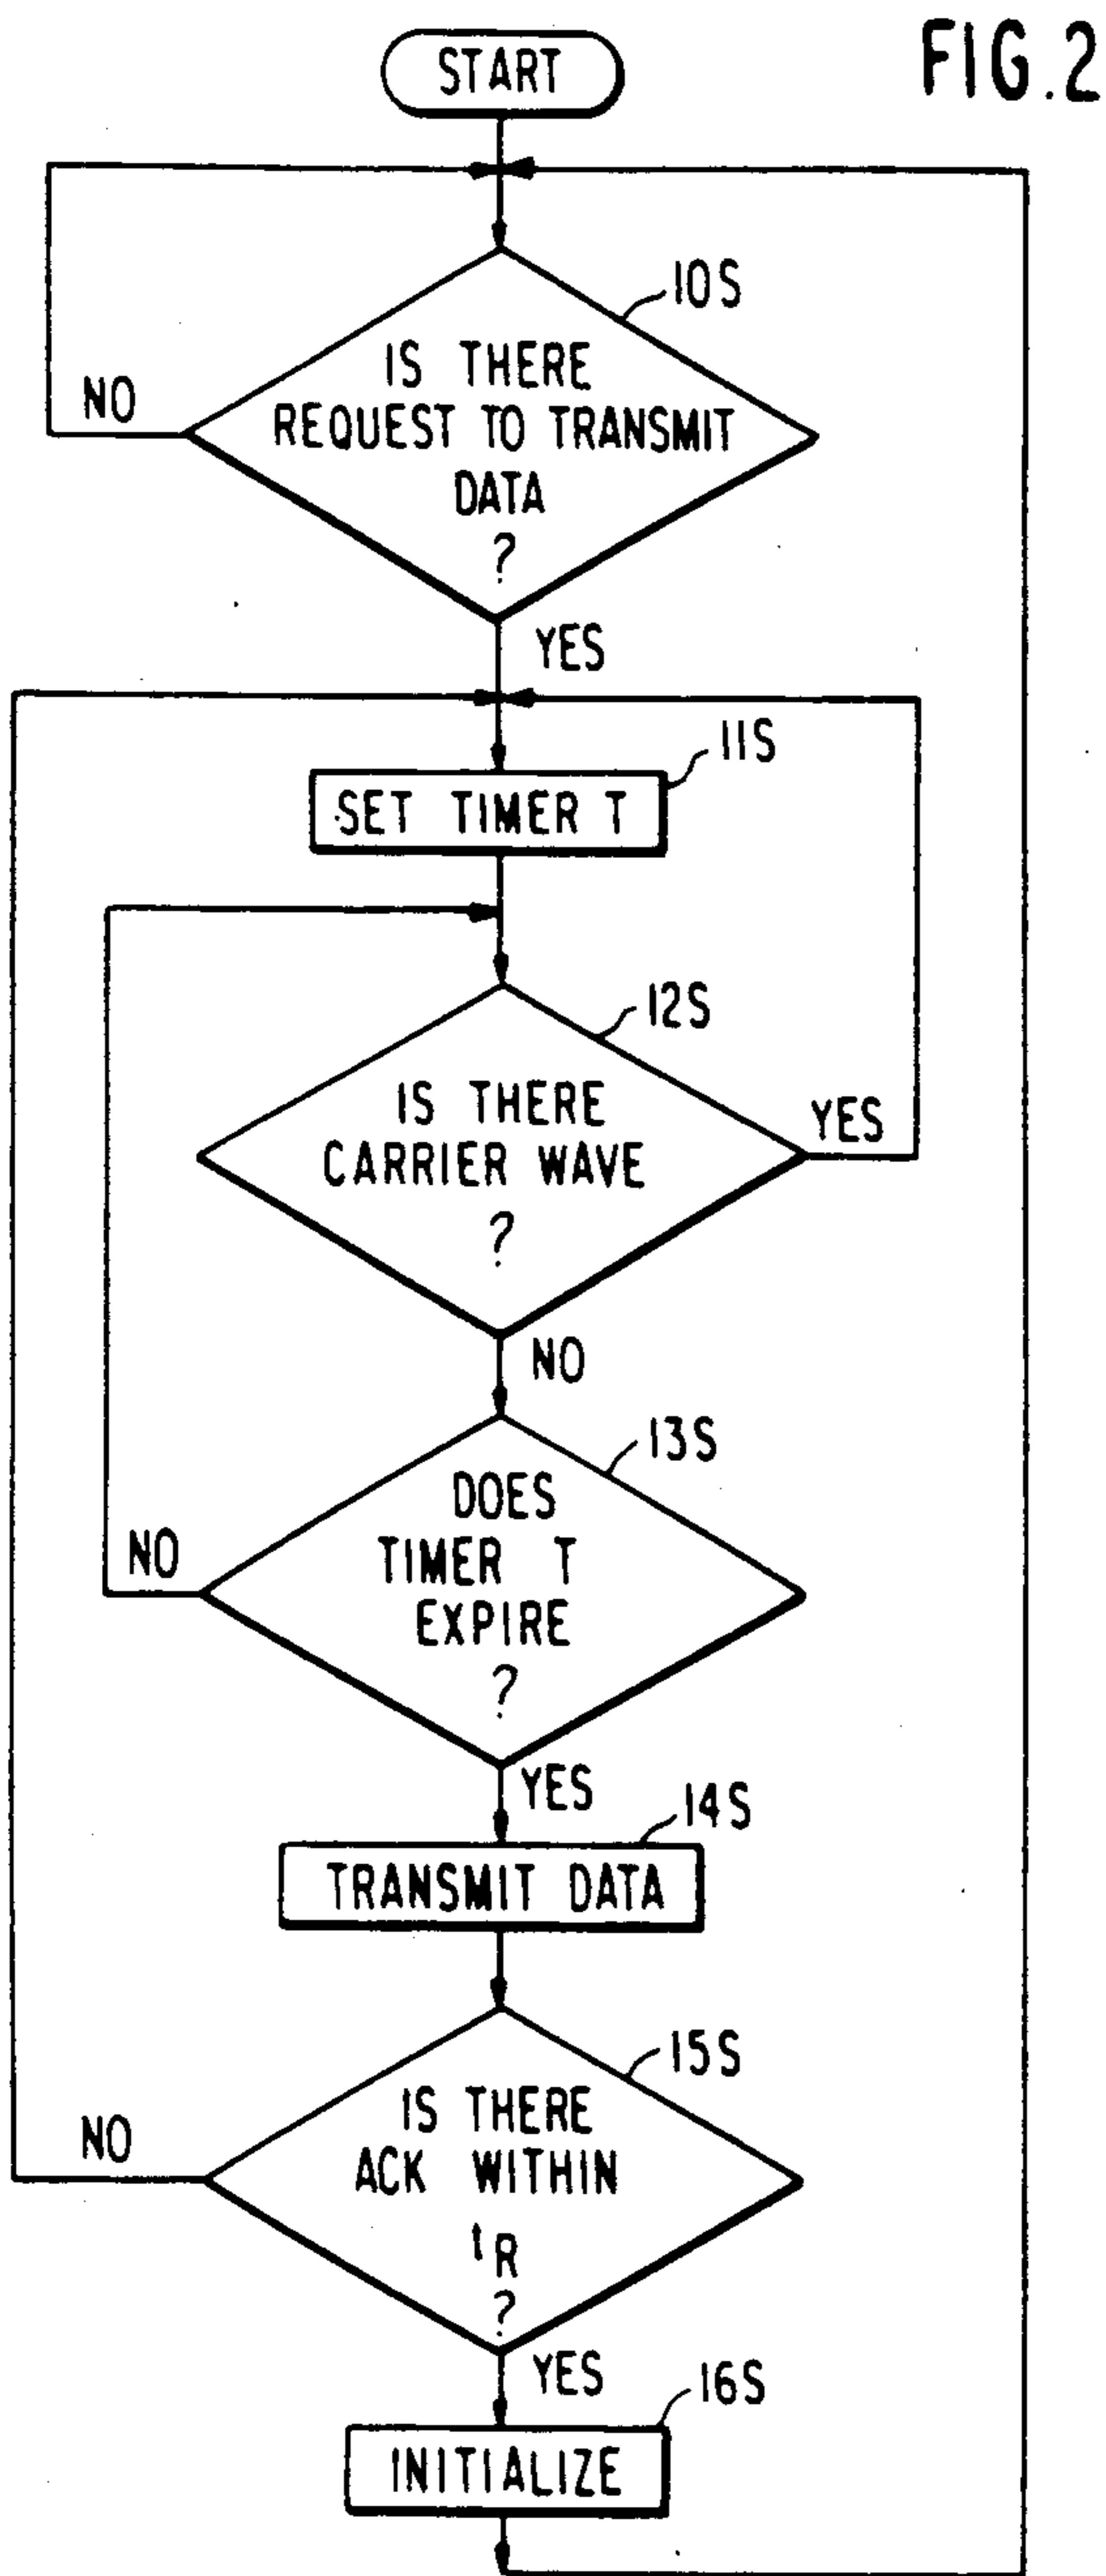 FIG.2
START
10S
IS THERE
REQUEST TO TRANSMIT
DATA
?
NO
YES
11S
SET TIMER T
12S
IS THERE
CARRIER WAVE
?
YES
NO
13S
DOES
TIMER T
EXPIRE
?
NO
YES
14S
TRANSMIT DATA
15S
IS THERE
ACK WITHIN
tR
?
NO
YES
16S
INITIALIZE